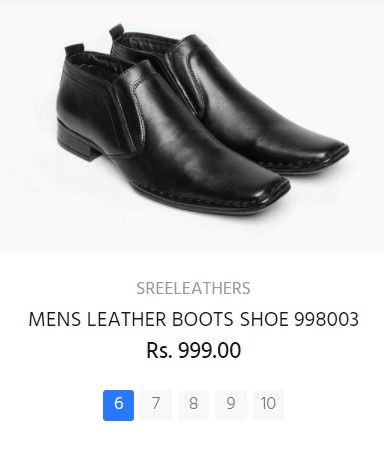 SREELEATHERS
MENS LEATHER BOOTS SHOE 998003
Rs. 999.00
6 7 8 9 10